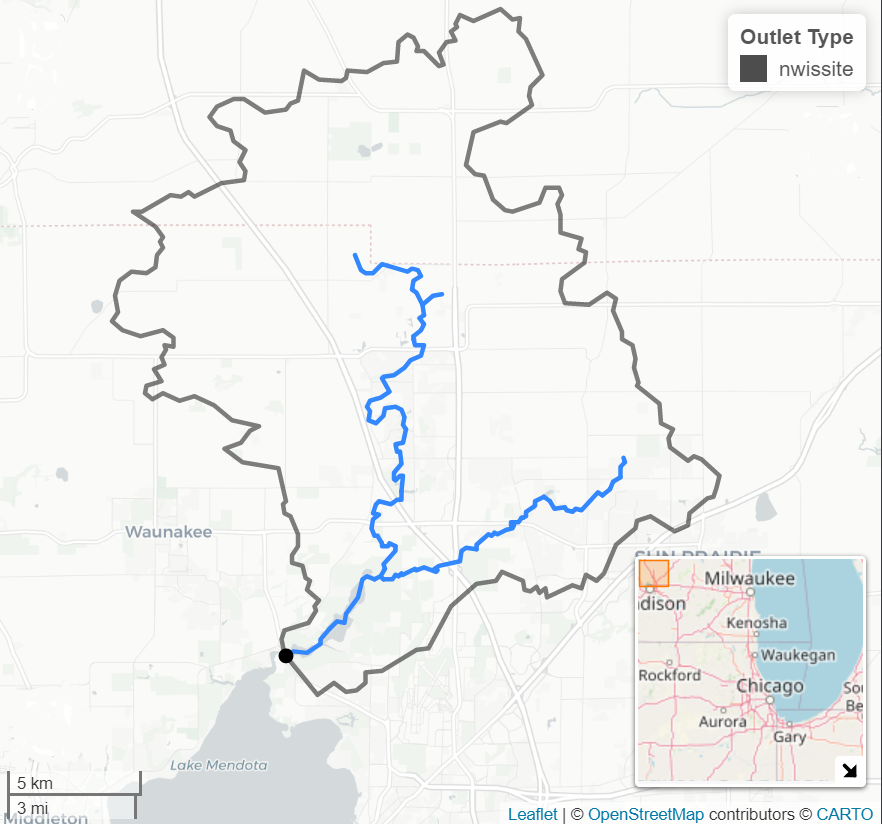 Outlet Type
nwissite
Waunakee
SUN PRAIRIE
Milwaukee
dison
Kenosha
Waukegan
Rockford
Chicago
Sou
Be
Aurora
Gary
Lake Mendota
5 km
3 mi
Middleton
Leaflet | © OpenStreetMap contributors © CARTO